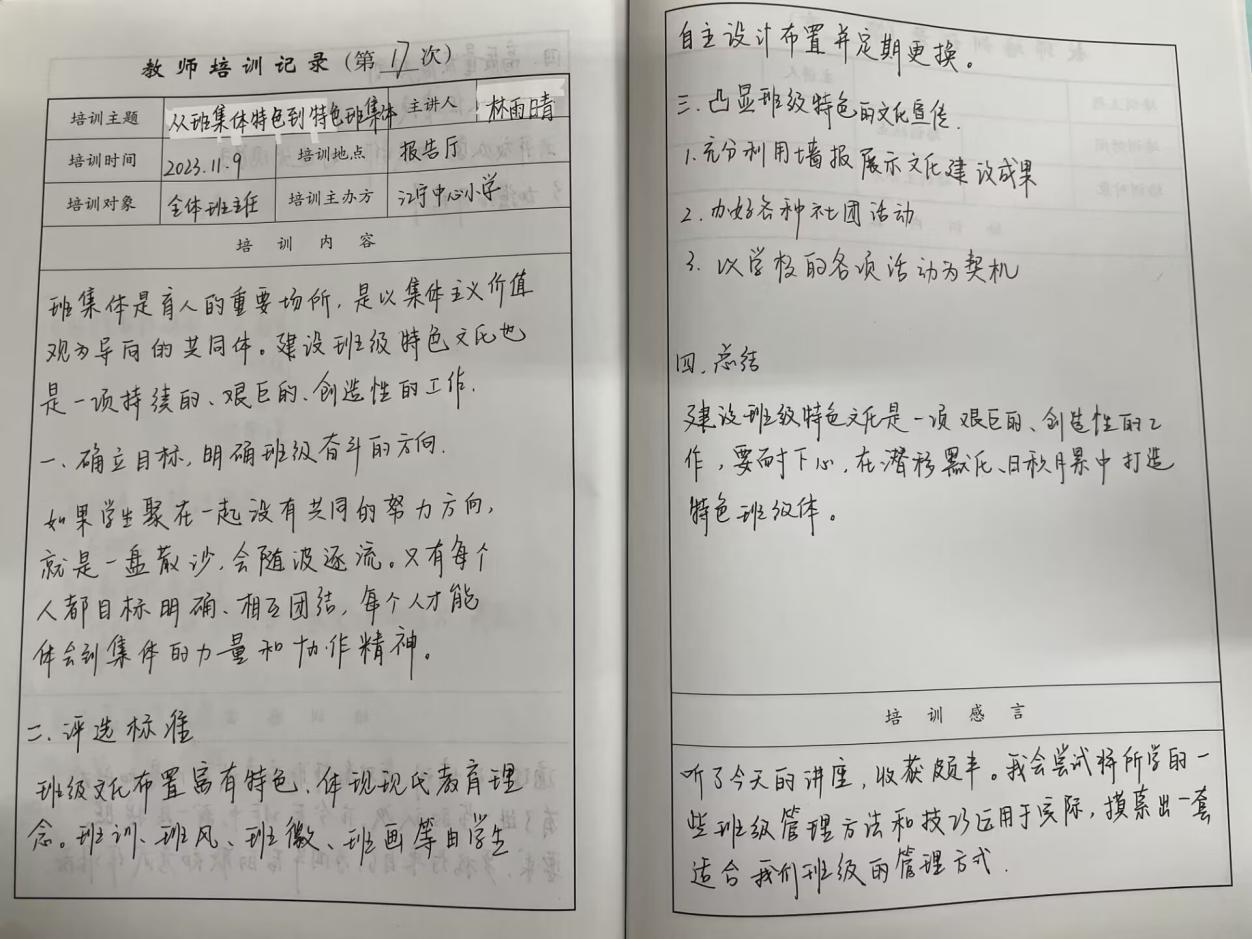 教师培训记录（第 17 次）
培训主题 从班集体特色到特色班集体 主讲人 林雨晴
培训时间 2023.11.9 培训地点 报告厅
培训对象 全体班主任 培训主办方 江宁中心小学
培训内容
班集体是育人的重要场所，是以集体主义价值
观为导向的共同体。建设班级特色文化也
是一项持续的、艰巨的、创造性的工作.
一、确立目标，明确班级奋斗的方向.
如果学生聚在一起没有共同的努力方向，
就是一盘散沙，会随波逐流。只有每个
人都目标明确、相互团结，每个人才能
体会到集体的力量和协作精神。
二.评选标准
班级文化布置富有特色、体现现代教育理
念。班训、班风、班徽、班画等由学生
自主设计布置并定期更换。
三.凸显班级特色的文化宣传.
1.充分利用墙报展示文化建设成果
2.办好各种社团活动
3.以学校的各项活动为契机
四.总结
建设班级特色文化是一项艰巨的、创造性的工
作，要耐下心，在潜移默化、日积月累中打造
特色班级体。
培训感言
听了今天的讲座，收获颇丰。我会尝试将所学的一
些班级管理方法和技巧运用于实际，摸索出一套
适合我们班级的管理方式.